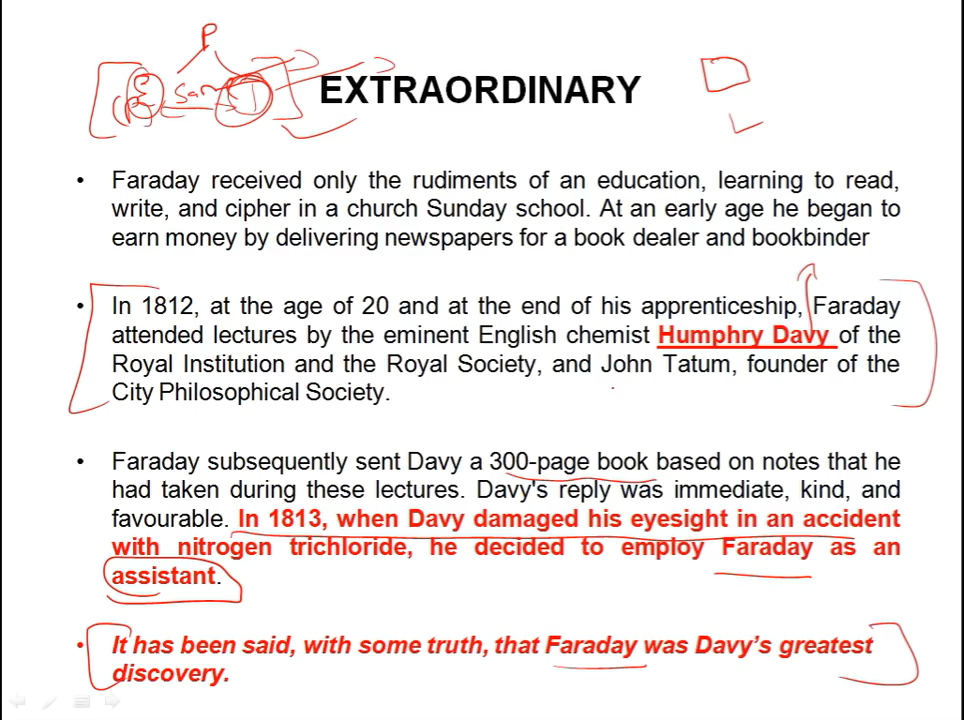 EXTRAORDINARY
• Faraday received only the rudiments of an education, learning to read,
write, and cipher in a church Sunday school. At an early age he began to
earn money by delivering newspapers for a book dealer and bookbinder
• In 1812, at the age of 20 and at the end of his apprenticeship, Faraday
attended lectures by the eminent English chemist Humphry Davy of the
Royal Institution and the Royal Society, and John Tatum, founder of the
City Philosophical Society.
• Faraday subsequently sent Davy a 300-page book based on notes that he
had taken during these lectures. Davy's reply was immediate, kind, and
favourable. In 1813, when Davy damaged his eyesight in an accident
with nitrogen trichloride, he decided to employ Faraday as an
assistant.
• It has been said, with some truth, that Faraday was Davy's greatest
discovery.